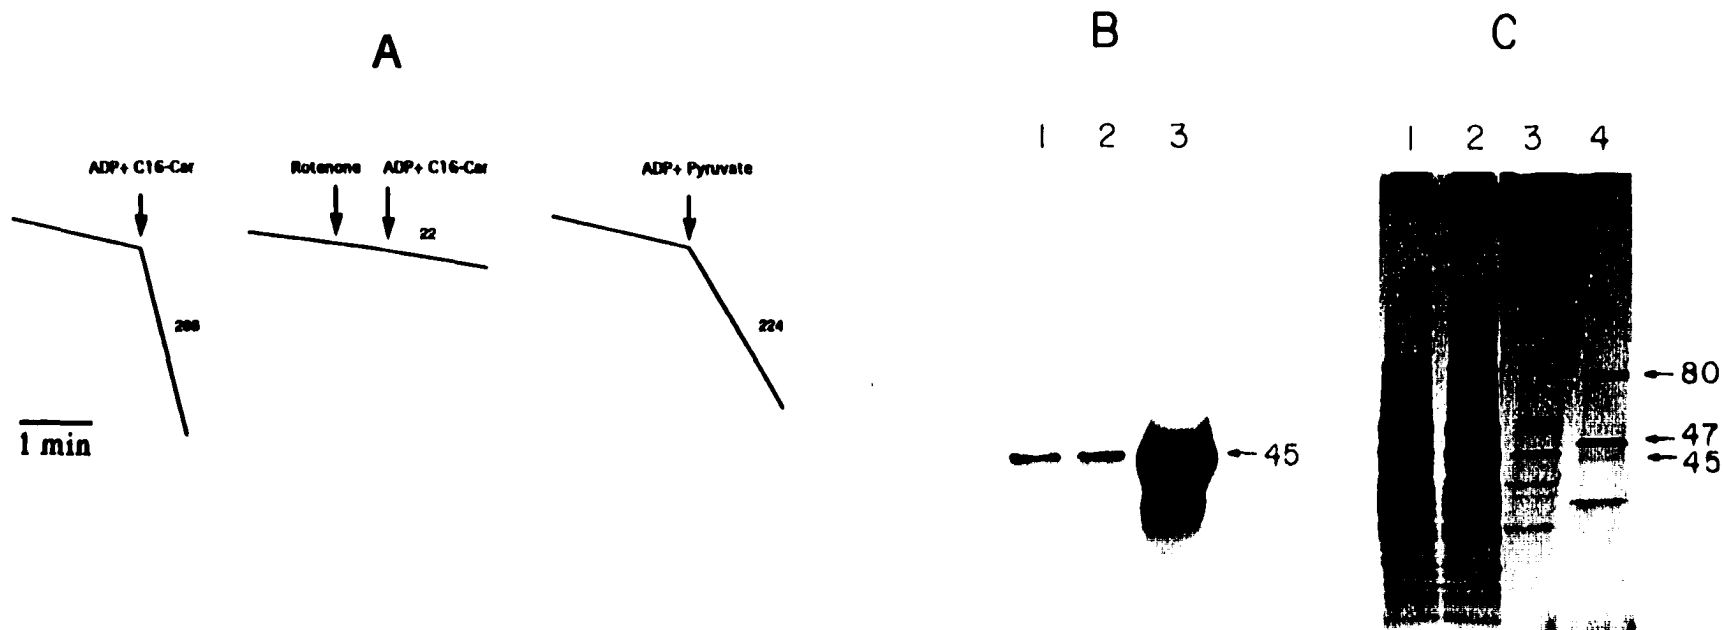 A
B
C
ADP+ C16-Car
Rotenone
ADP+ C16-Car
ADP+ Pyruvate
22
224
1 min
1 2 3
45
1 2 3 4
80
47
45